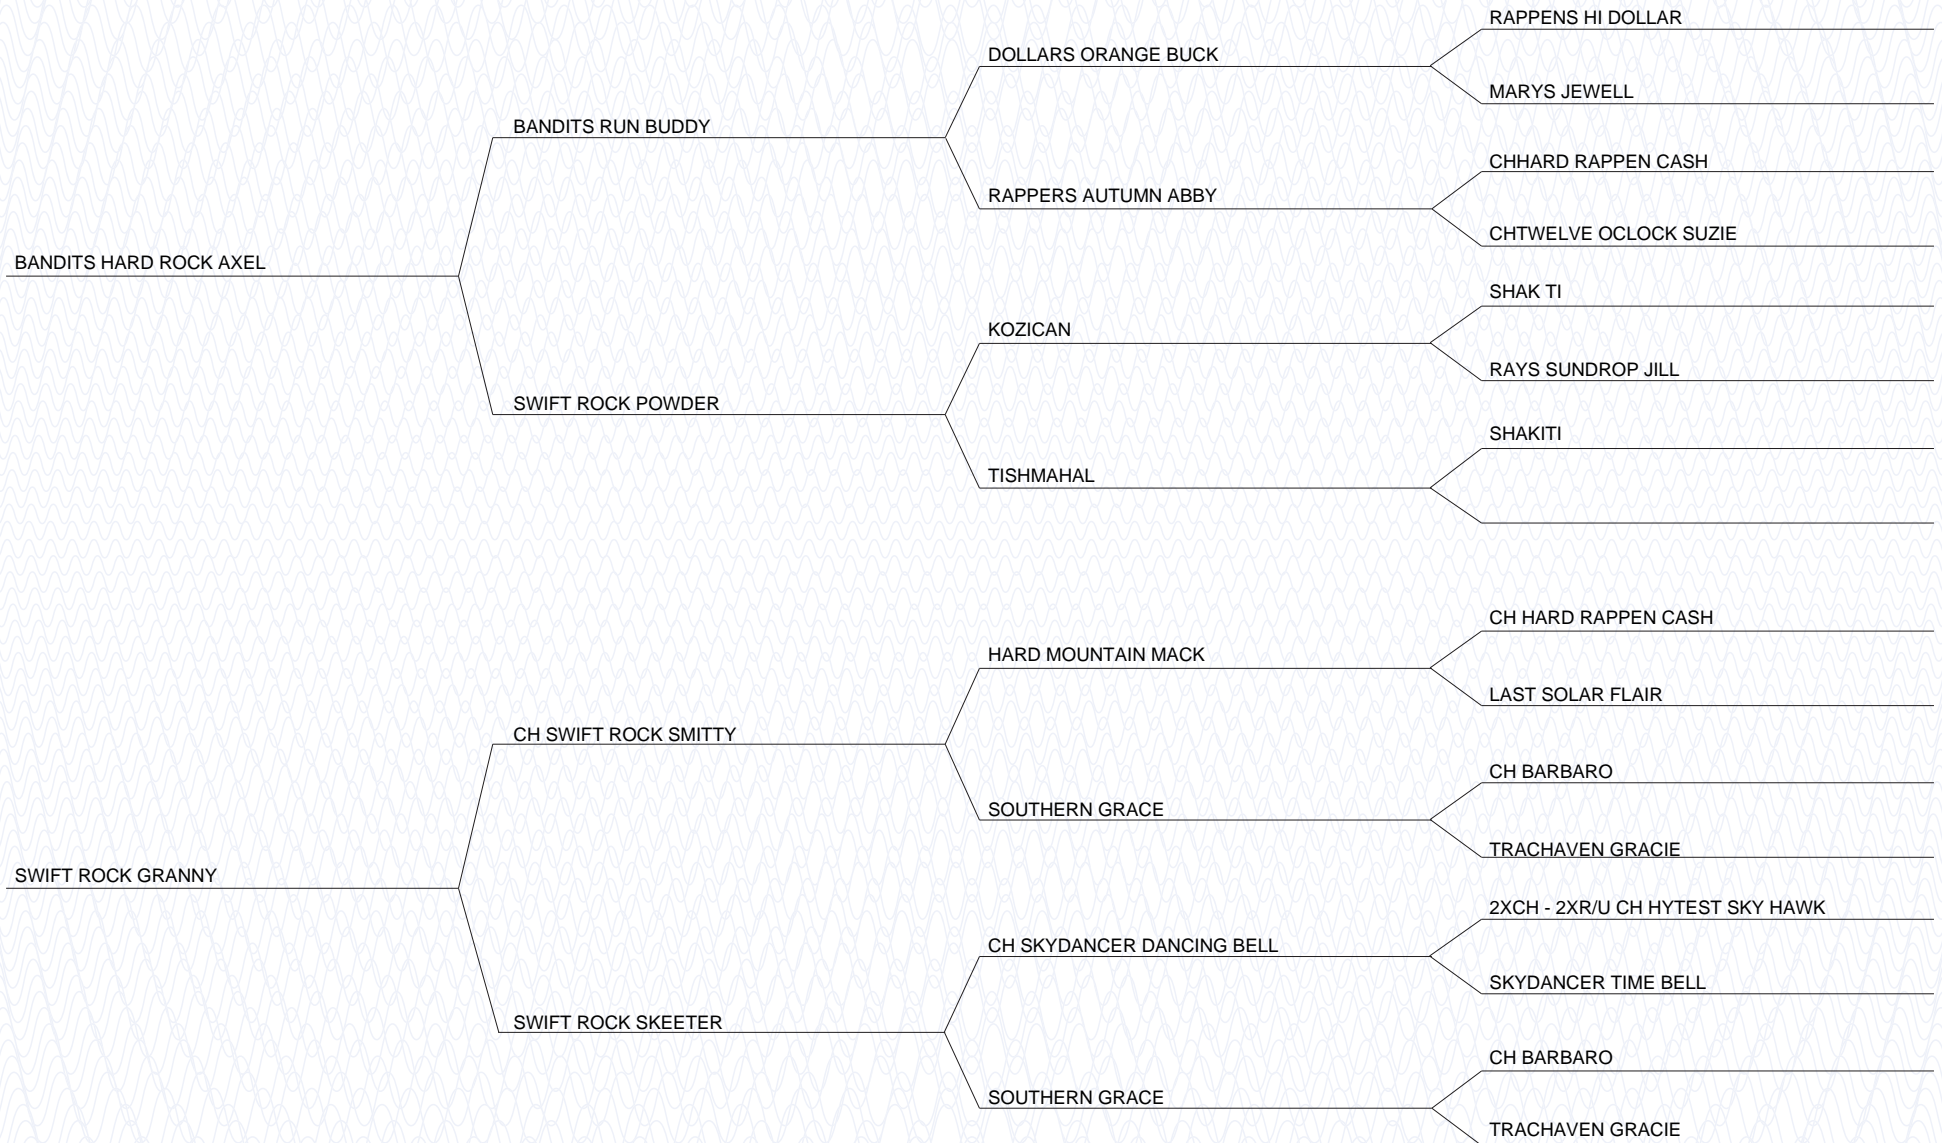 RAPPENS HI DOLLAR
DOLLARS ORANGE BUCK
MARYS JEWELL
BANDITS RUN BUDDY
CHHARD RAPPEN CASH
RAPPERS AUTUMN ABBY
CHTWELVE OCLOCK SUZIE
BANDITS HARD ROCK AXEL
SHAK TI
KOZICAN
RAYS SUNDROP JILL
SWIFT ROCK POWDER
SHAKITI
TISHMAHAL
CH HARD RAPPEN CASH
HARD MOUNTAIN MACK
LAST SOLAR FLAIR
CH SWIFT ROCK SMITTY
CH BARBARO
SOUTHERN GRACE
TRACHAVEN GRACIE
SWIFT ROCK GRANNY
2XCH - 2XR/U CH HYTEST SKY HAWK
CH SKYDANCER DANCING BELL
SKYDANCER TIME BELL
SWIFT ROCK SKEETER
CH BARBARO
SOUTHERN GRACE
TRACHAVEN GRACIE